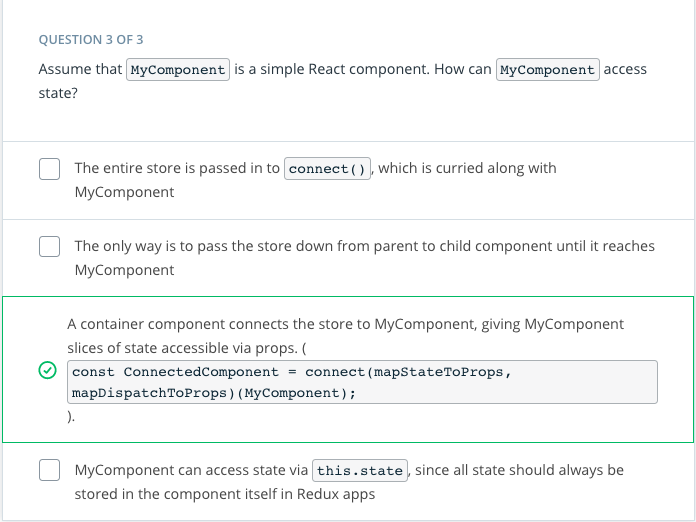 QUESTION 3 OF 3
Assume that MyComponent is a simple React component. How can MyComponent access
state?
The entire store is passed in to connect(), which is curried along with
MyComponent
The only way is to pass the store down from parent to child component until it reaches
MyComponent
A container component connects the store to MyComponent, giving MyComponent
slices of state accessible via props. (
const ConnectedComponent = connect(mapStateToProps,
mapDispatchToProps)(MyComponent);
).
MyComponent can access state via this.state, since all state should always be
stored in the component itself in Redux apps